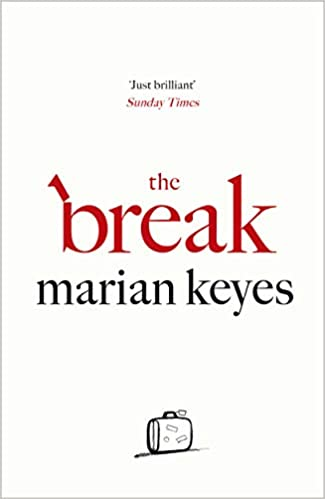 'Just brilliant'
Sunday Times
the
break
marian keyes